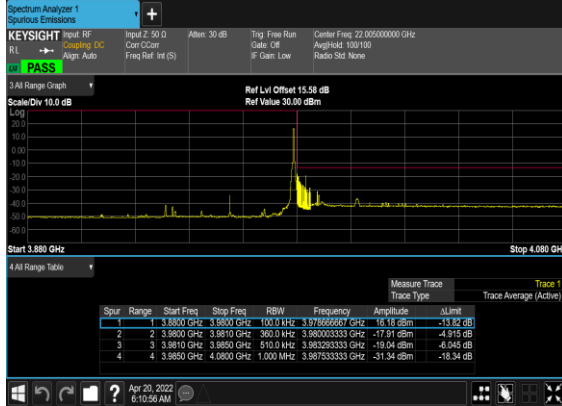 Spectrum Analyzer 1
Spurious Emissions
+
KEYSIGHT Input: RF Input Z: 50 Ω Atten: 30 dB Trig: Free Run Center Freq: 22.005000000 GHz
RL Coupling: DC Corr CCorr Gate: Off Avg|Hold: 100/100
Align: Auto Freq Ref: Int (S) IF Gain: Low Radio Std: None
PASS
3 All Range Graph
Ref Lvl Offset 15.58 dB
Scale/Div 10.0 dB Ref Value 30.00 dBm
Log
20.0
10.0
0.00
-10.0
-20.0
-30.0
-40.0
-50.0
-60.0
Start 3.880 GHz Stop 4.080 GH
4 All Range Table
Measure Trace Trace 1
Trace Type Trace Average (Active)
Spur Range Start Freq Stop Freq RBW Frequency Amplitude ΔLimit
1 1 3.8800 GHz 3.9800 GHz 100.0 kHz 3.978666667 GHz 16.18 dBm -13.82 dB
2 2 3.9800 GHz 3.9810 GHz 360.0 kHz 3.980003333 GHz -17.91 dBm -4.915 dB
3 3 3.9810 GHz 3.9850 GHz 510.0 kHz 3.983293333 GHz -19.04 dBm -6.045 dB
4 4 3.9850 GHz 4.0800 GHz 1.000 MHz 3.987533333 GHz -31.34 dBm -18.34 dB
? Apr 20, 2022
6:10:56 AM